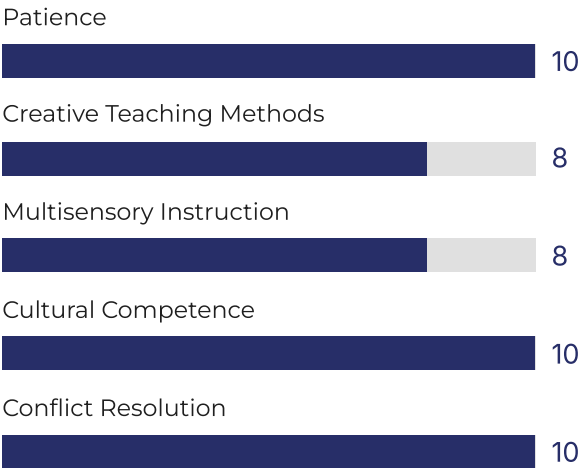 Patience
10
Creative Teaching Methods
8
Multisensory Instruction
8
Cultural Competence
10
Conflict Resolution
10